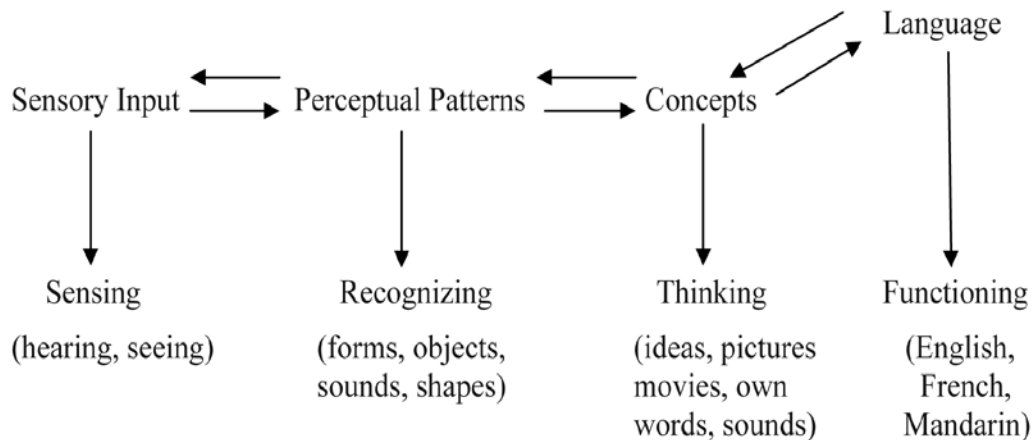 Language
Sensory Input Perceptual Patterns Concepts
Sensing Recognizing Thinking Functioning
(hearing, seeing) (forms, objects, (ideas, pictures (English,
sounds, shapes) movies, own French,
words, sounds) Mandarin)